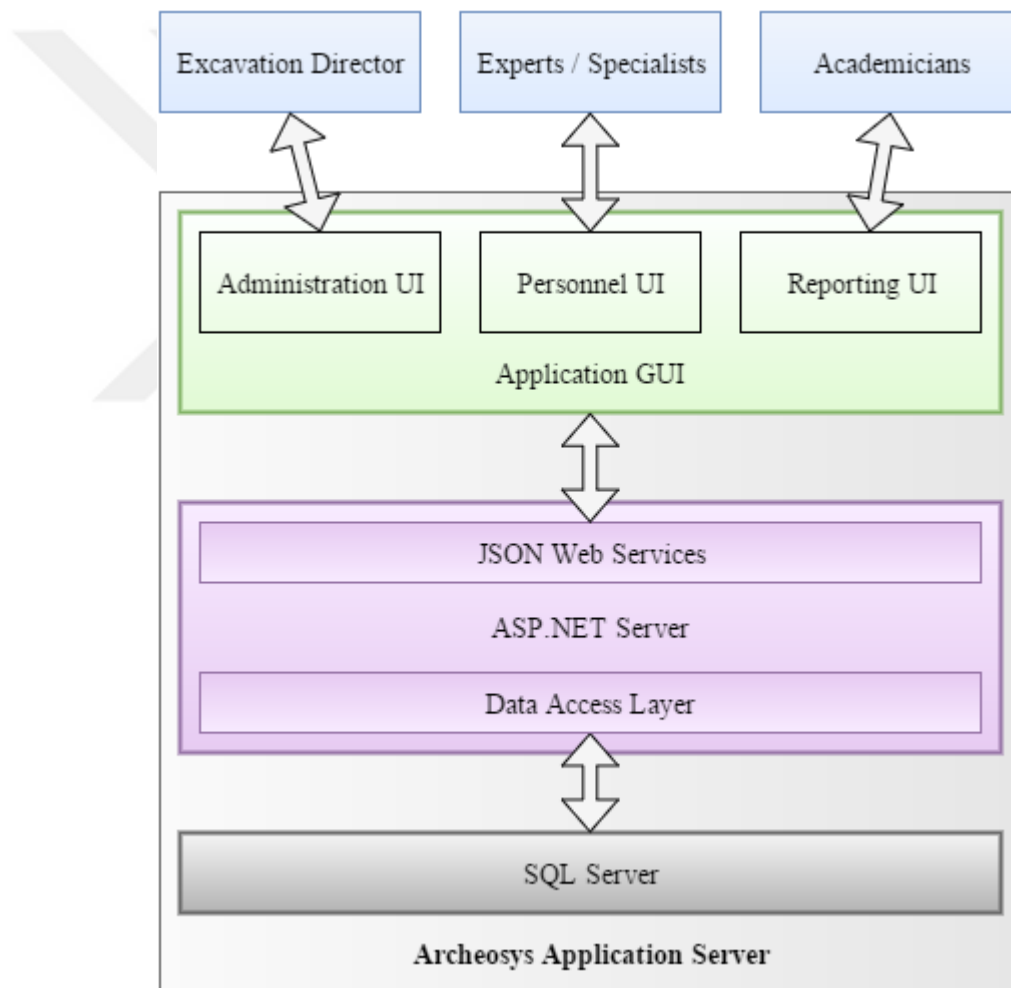 Excavation Director
Experts / Specialists
Academicians
Administration UI
Personnel UI
Reporting UI
Application GUI
JSON Web Services
ASP.NET Server
Data Access Layer
SQL Server
Archeosys Application Server